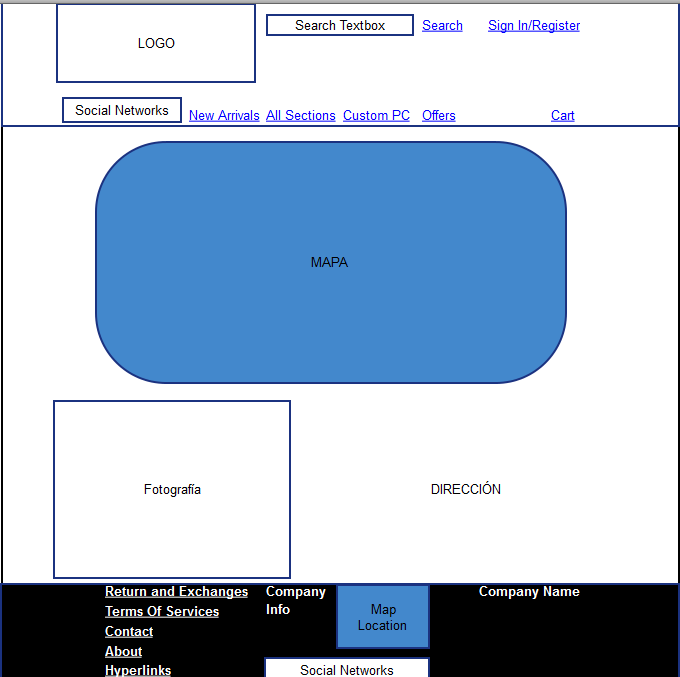 LOGO
Search Textbox
Search
Sign In/Register
Social Networks
New Arrivals
All Sections
Custom PC
Offers
Cart
MAPA
Fotografía
DIRECCIÓN
Return and Exchanges
Terms Of Services
Contact
About
Hyperlinks
Company
Info
Map
Location
Social Networks
Company Name